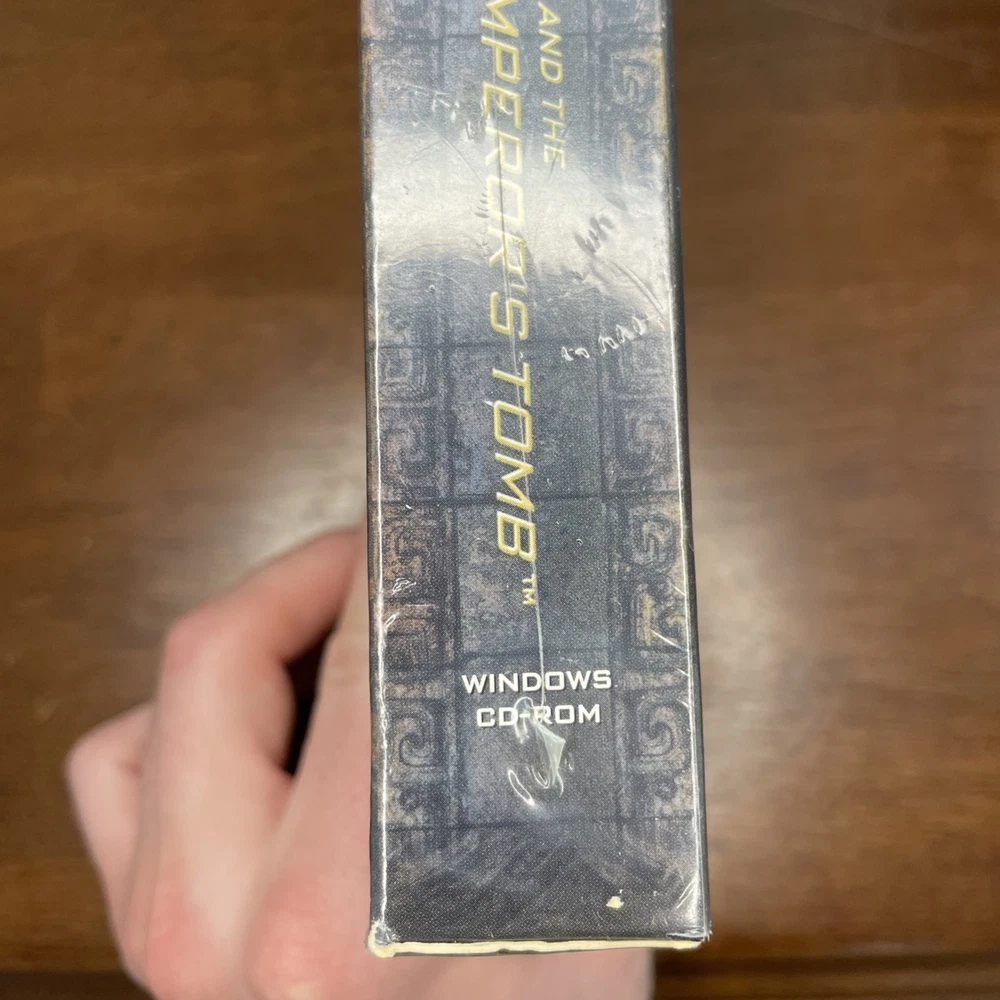 AND THE
MPEROR'S TOMB™
WINDOWS
CD-ROM